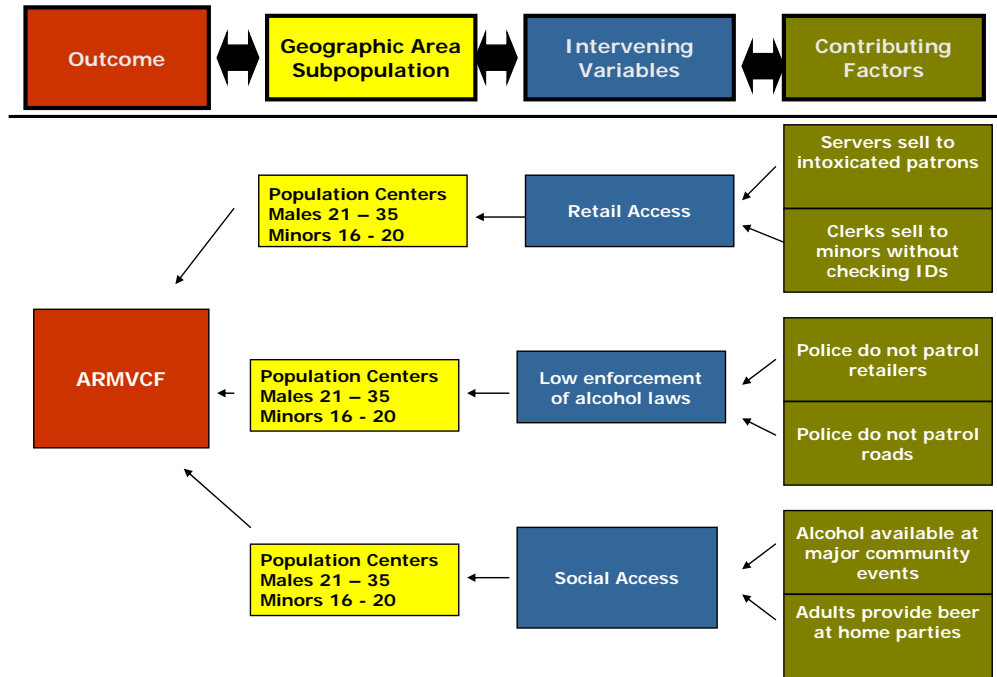 Outcome
Geographic Area
Subpopulation
Intervening
Variables
Contributing
Factors
Servers sell to
intoxicated patrons
Population Centers
Males 21 – 35
Minors 16 - 20
Retail Access
Clerks sell to
minors without
checking IDs
ARMVCF
Population Centers
Males 21 – 35
Minors 16 - 20
Low enforcement
of alcohol laws
Police do not patrol
retailers
Police do not patrol
roads
Population Centers
Males 21 – 35
Minors 16 - 20
Social Access
Alcohol available at
major community
events
Adults provide beer
at home parties